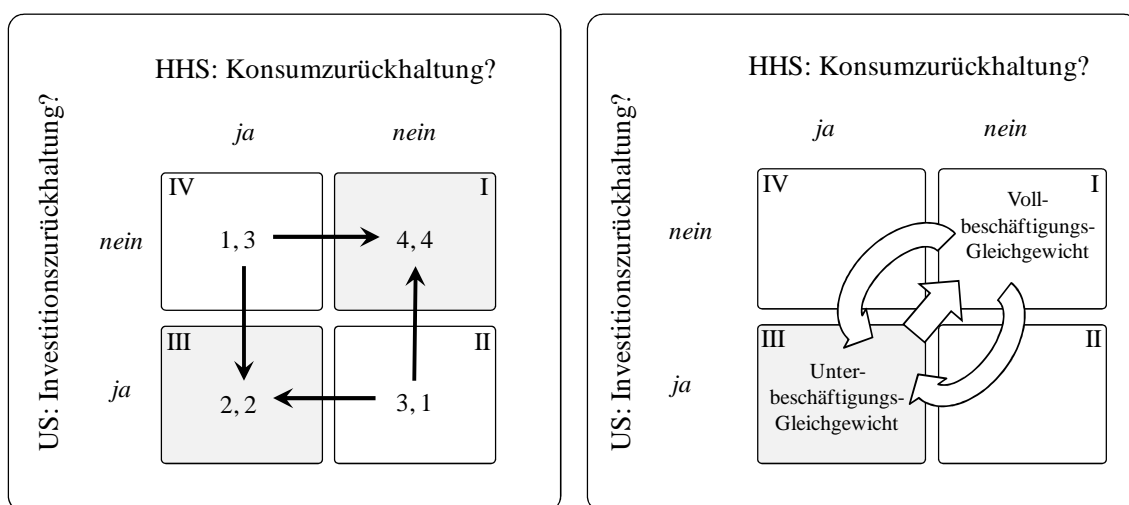 HHS: Konsumzurückhaltung?
US: Investitionszurückhaltung?
ja
nein
IV
I
nein
1, 3
4, 4
III
II
ja
2, 2
3, 1
HHS: Konsumzurückhaltung?
US: Investitionszurückhaltung?
ja
nein
IV
I
Voll-
beschäftigungs-
Gleichgewicht
nein
III
II
Unter-
beschäftigungs-
Gleichgewicht
ja